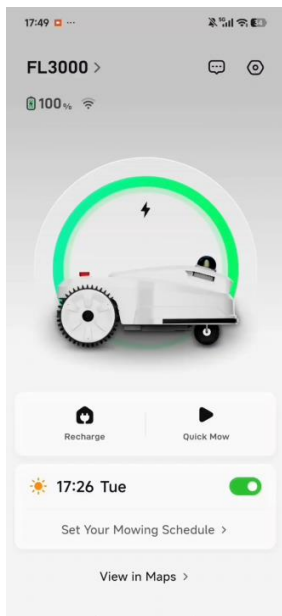 17:49 ...
FL3000 >
100%
Recharge
Quick Mow
17:26 Tue
Set Your Mowing Schedule >
View in Maps >